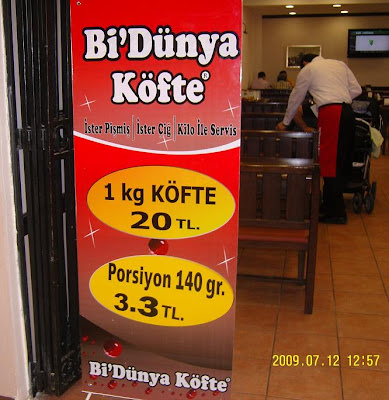 Bi'Dünya
Köfte®
İster Pişmiş | İster Çiğ | Kilo İle Servis
1 kg KÖFTE
20 TL.
Porsiyon 140 gr.
3.3 TL.
Bi'Dünya Köfte®
2009.07.12 12:57